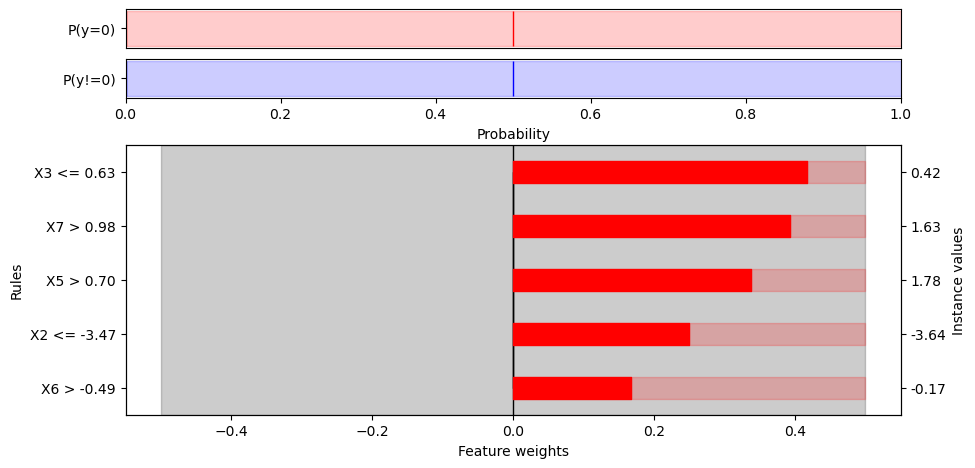 P(y=0)
P(y!=0)
0.0 0.2 0.4 0.6 0.8 1.0
Probability
X3 <= 0.63 0.42
X7 > 0.98 1.63
X5 > 0.70 1.78
X2 <= -3.47 -3.64
X6 > -0.49 -0.17
Rules
Instance values
−0.4 −0.2 0.0 0.2 0.4
Feature weights